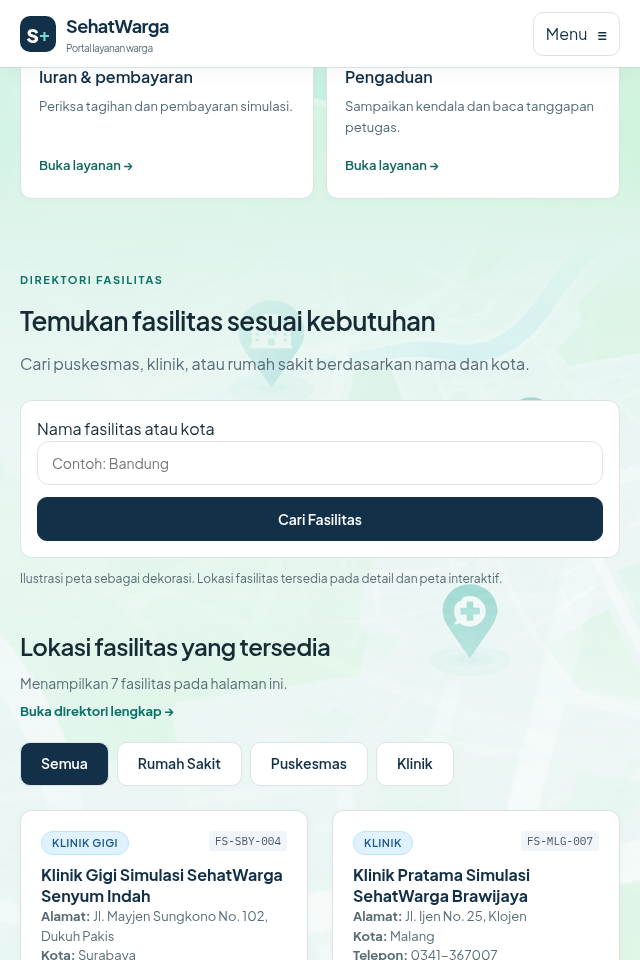 S+ SehatWarga
Portal layanan warga
Menu ≡
Iuran & pembayaran
Periksa tagihan dan pembayaran simulasi.
Buka layanan →
Pengaduan
Sampaikan kendala dan baca tanggapan
petugas.
Buka layanan →
DIREKTORI FASILITAS
Temukan fasilitas sesuai kebutuhan
Cari puskesmas, klinik, atau rumah sakit berdasarkan nama dan kota.
Nama fasilitas atau kota
Contoh: Bandung
Cari Fasilitas
Ilustrasi peta sebagai dekorasi. Lokasi fasilitas tersedia pada detail dan peta interaktif.
Lokasi fasilitas yang tersedia
Menampilkan 7 fasilitas pada halaman ini.
Buka direktori lengkap →
Semua Rumah Sakit Puskesmas Klinik
KLINIK GIGI FS-SBY-004
Klinik Gigi Simulasi SehatWarga
Senyum Indah
Alamat: Jl. Mayjen Sungkono No. 102,
Dukuh Pakis
Kota: Surabaya
KLINIK FS-MLG-007
Klinik Pratama Simulasi
SehatWarga Brawijaya
Alamat: Jl. Ijen No. 25, Klojen
Kota: Malang
Telepon: 0341-367007